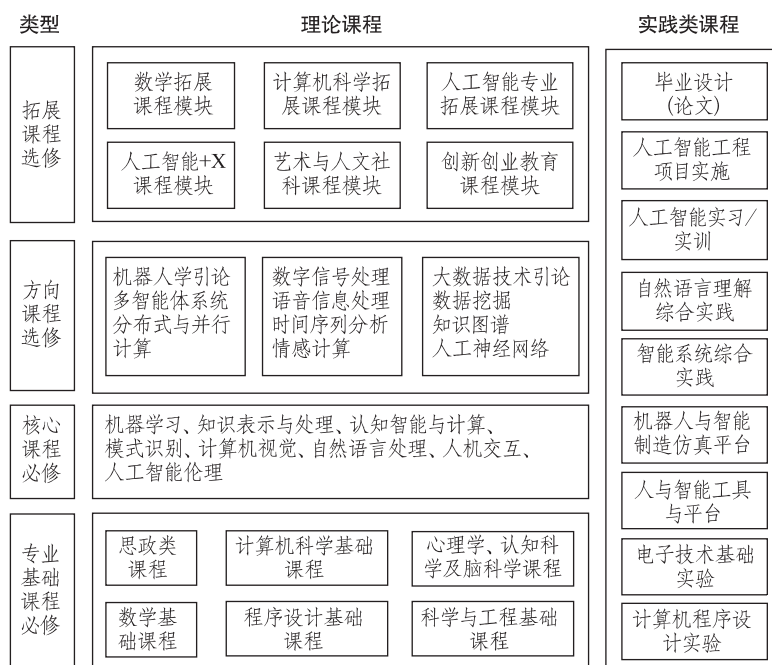 类型
理论课程
实践类课程
拓展
课程
选修
数学拓展
课程模块
计算机科学拓
展课程模块
人工智能专业
拓展课程模块
人工智能+X
课程模块
艺术与人文社
科课程模块
创新创业教育
课程模块
方向
课程
选修
机器人学引论
多智能体系统
分布式与并行
计算
数字信号处理
语音信息处理
时间序列分析
情感计算
大数据技术引论
数据挖掘
知识图谱
人工神经网络
核心
课程
必修
机器学习、知识表示与处理、认知智能与计算、
模式识别、计算机视觉、自然语言处理、人机交互、
人工智能伦理
专业
基础
课程
必修
思政类
课程
计算机科学基础
课程
心理学、认知科
学及脑科学课程
数学基
础课程
程序设计基础
课程
科学与工程基础
课程
毕业设计
(论文)
人工智能工程
项目实施
人工智能实习/
实训
自然语言理解
综合实践
智能系统综合
实践
机器人与智能
制造仿真平台
人与智能工具
与平台
电子技术基础
实验
计算机程序设
计实验